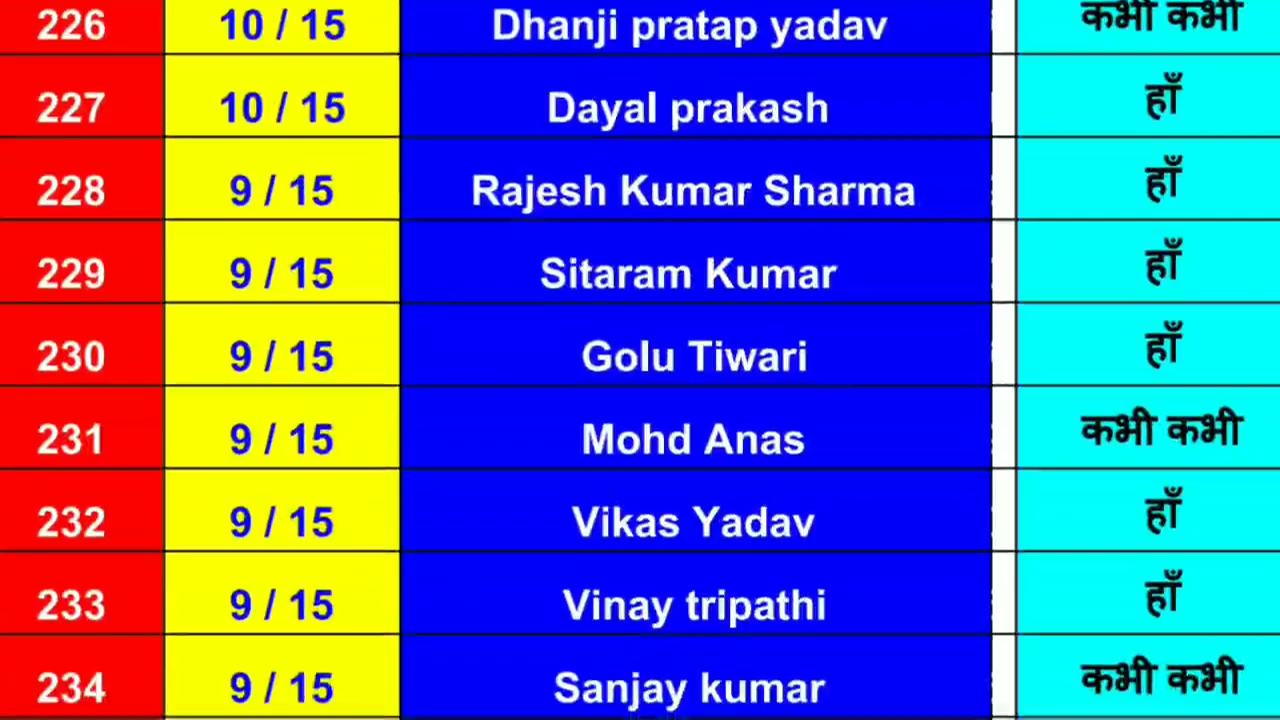 226 10 / 15 Dhanji pratap yadav कभी कभी
227 10 / 15 Dayal prakash हाँ
228 9 / 15 Rajesh Kumar Sharma हाँ
229 9 / 15 Sitaram Kumar हाँ
230 9 / 15 Golu Tiwari हाँ
231 9 / 15 Mohd Anas कभी कभी
232 9 / 15 Vikas Yadav हाँ
233 9 / 15 Vinay tripathi हाँ
234 9 / 15 Sanjay kumar कभी कभी